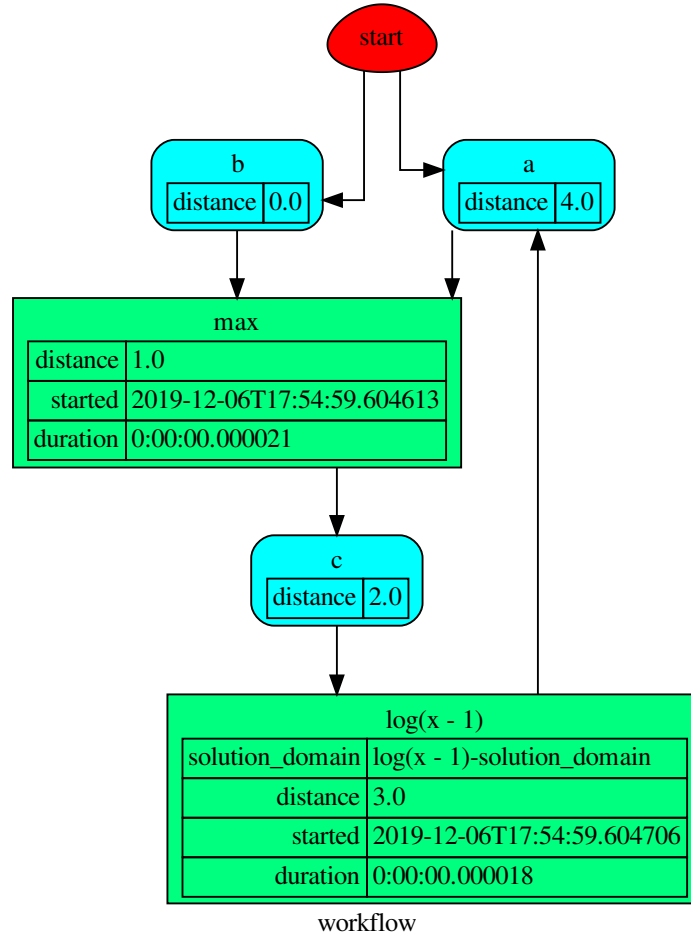 start
b
distance 0.0
a
distance 4.0
max
distance 1.0
started 2019-12-06T17:54:59.604613
duration 0:00:00.000021
c
distance 2.0
log(x - 1)
solution_domain log(x - 1)-solution_domain
distance 3.0
started 2019-12-06T17:54:59.604706
duration 0:00:00.000018
workflow